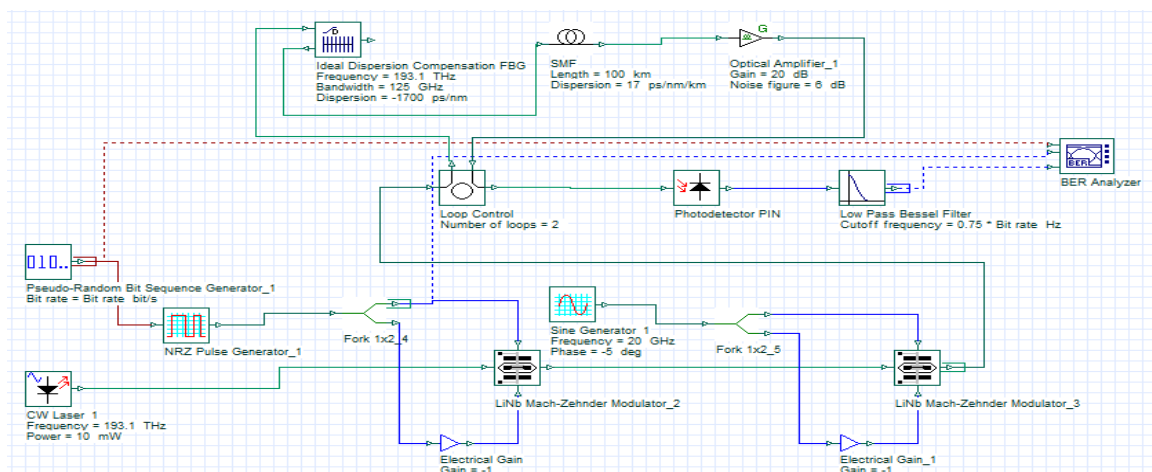 Ideal Dispersion Compensation FBG
Frequency = 193.1 THz
Bandwidth = 125 GHz
Dispersion = -1700 ps/nm
SMF
Length = 100 km
Dispersion = 17 ps/nm/km
G
Optical Amplifier_1
Gain = 20 dB
Noise figure = 6 dB
BER
BER Analyzer
Loop Control
Number of loops = 2
Photodetector PIN
Low Pass Bessel Filter
Cutoff frequency = 0.75 * Bit rate Hz
010..
Pseudo-Random Bit Sequence Generator_1
Bit rate = Bit rate bit/s
NRZ Pulse Generator_1
Fork 1x2_4
Sine Generator 1
Frequency = 20 GHz
Phase = -5 deg
Fork 1x2_5
CW Laser 1
Frequency = 193.1 THz
Power = 10 mW
LiNb Mach-Zehnder Modulator_2
LiNb Mach-Zehnder Modulator_3
Electrical Gain
Gain = -1
Electrical Gain_1
Gain = -1